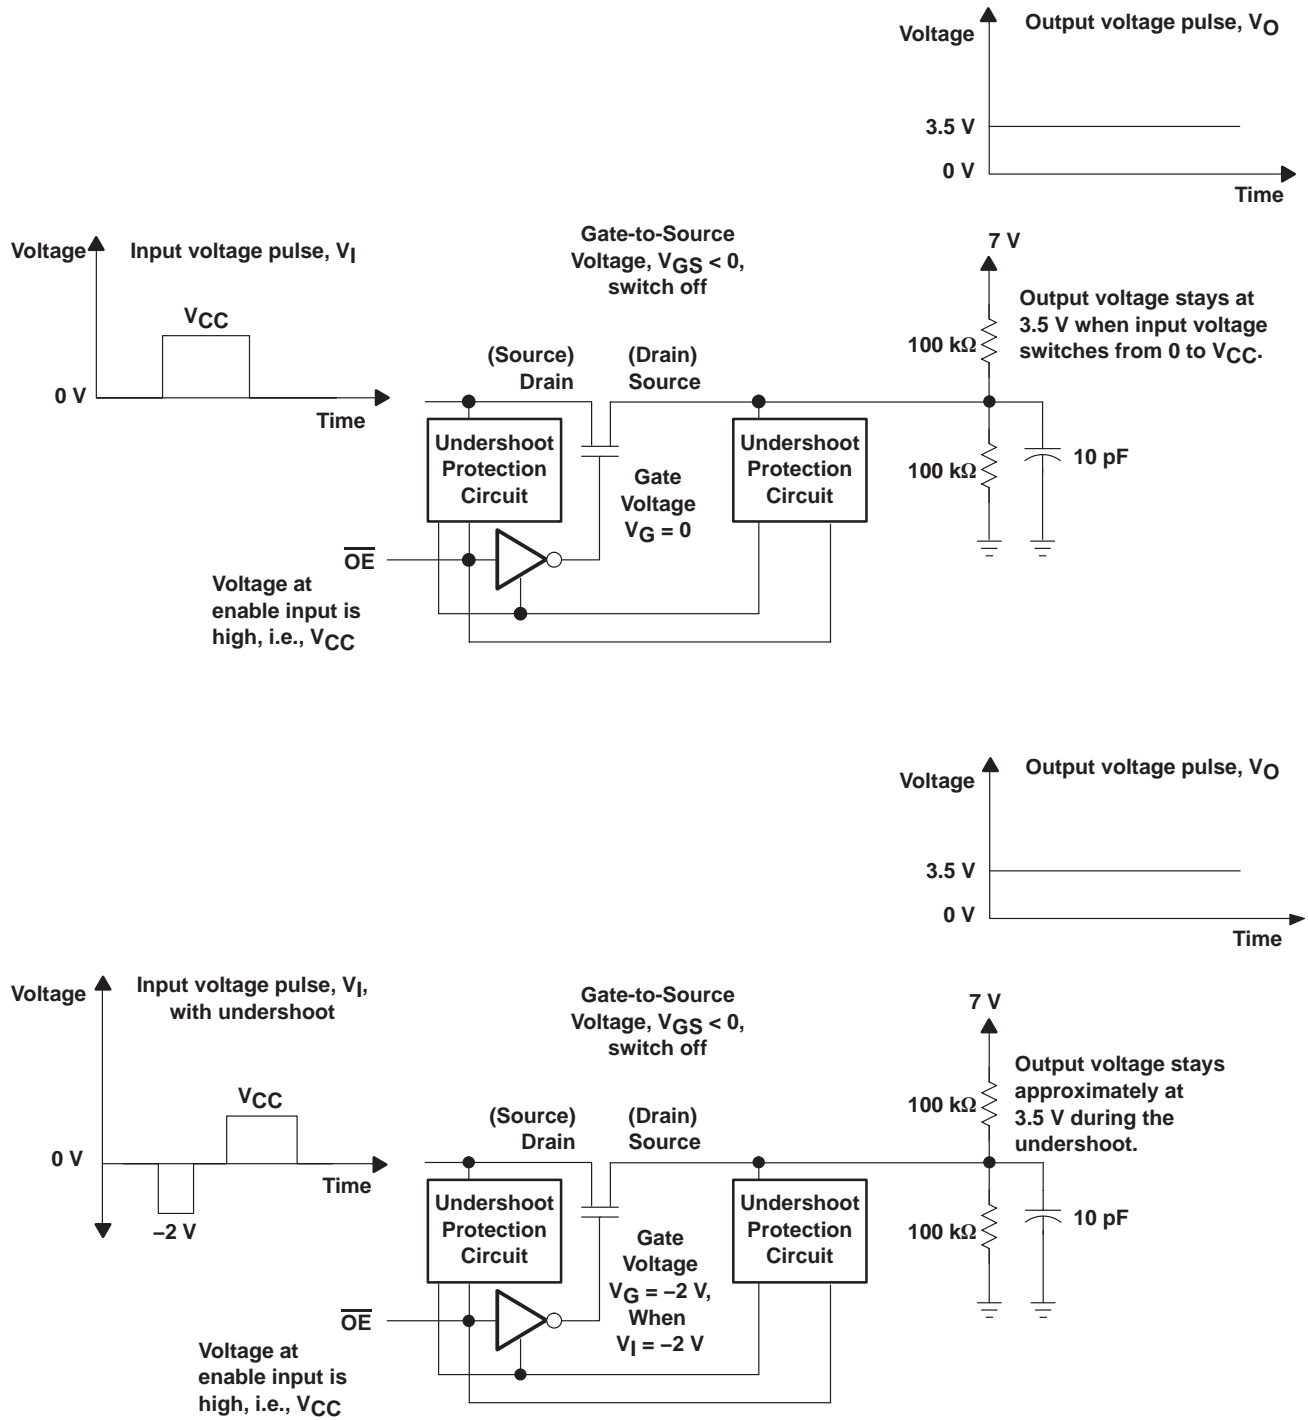 Voltage
Output voltage pulse, VO
3.5 V
0 V
Time
Voltage
Input voltage pulse, VI
VCC
0 V
Time
Gate-to-Source
Voltage, VGS < 0,
switch off
7 V
Output voltage stays at
3.5 V when input voltage
switches from 0 to VCC.
100 kΩ
(Source)
Drain
(Drain)
Source
Undershoot
Protection
Circuit
Gate
Voltage
VG = 0
Undershoot
Protection
Circuit
100 kΩ
10 pF
OE
Voltage at
enable input is
high, i.e., VCC
Voltage
Output voltage pulse, VO
3.5 V
0 V
Time
Voltage
Input voltage pulse, VI,
with undershoot
VCC
0 V
Time
–2 V
Gate-to-Source
Voltage, VGS < 0,
switch off
7 V
Output voltage stays
approximately at
3.5 V during the
undershoot.
100 kΩ
(Source)
Drain
(Drain)
Source
Undershoot
Protection
Circuit
Gate
Voltage
VG = –2 V,
When
VI = –2 V
Undershoot
Protection
Circuit
100 kΩ
10 pF
OE
Voltage at
enable input is
high, i.e., VCC